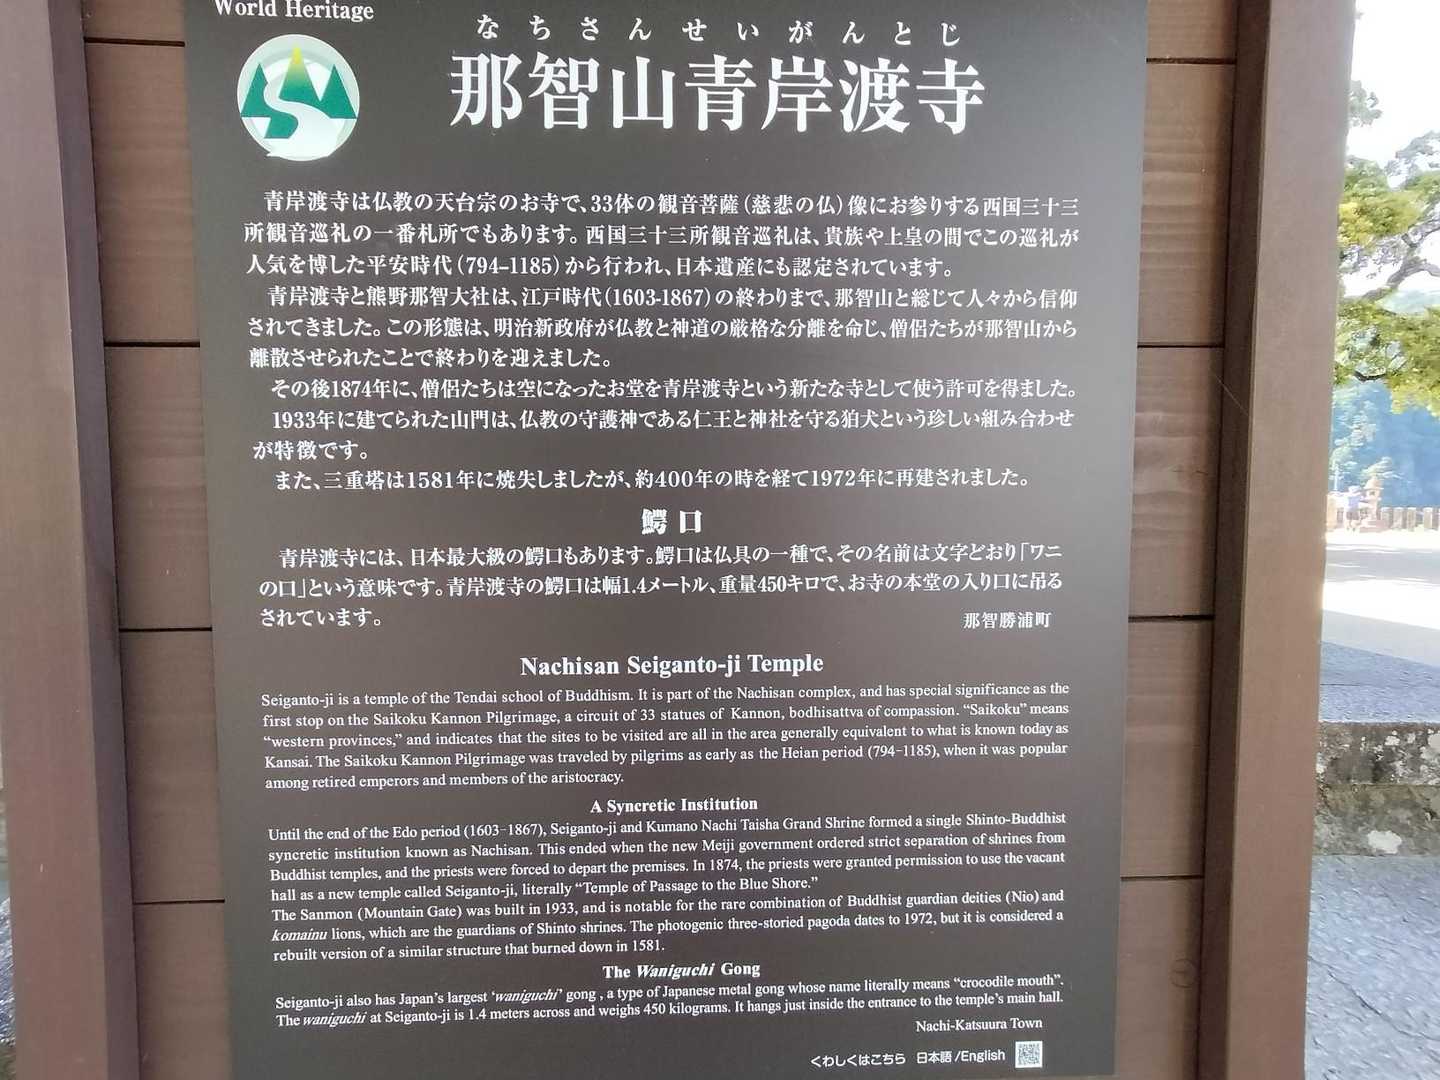 World Heritage
なちさんせいがんとじ
那智山青岸渡寺
青岸渡寺は仏教の天台宗のお寺で、33体の観音菩薩(慈悲の仏)像にお参りする西国三十三
所観音巡礼の一番札所でもあります。西国三十三所観音巡礼は、貴族や上皇の間でこの巡礼が
人気を博した平安時代(794–1185)から行われ、日本遺産にも認定されています。
青岸渡寺と熊野那智大社は、江戸時代(1603-1867)の終わりまで、那智山と総じて人々から信仰
されてきました。この形態は、明治新政府が仏教と神道の厳格な分離を命じ、僧侶たちが那智山から
離散させられたことで終わりを迎えました。
その後1874年に、僧侶たちは空になったお堂を青岸渡寺という新たな寺として使う許可を得ました。
1933年に建てられた山門は、仏教の守護神である仁王と神社を守る狛犬という珍しい組み合わせ
が特徴です。
また、三重塔は1581年に焼失しましたが、約400年の時を経て1972年に再建されました。
鰐口
青岸渡寺には、日本最大級の鰐口もあります。鰐口は仏具の一種で、その名前は文字どおり「ワニ
の口」という意味です。青岸渡寺の鰐口は幅1.4メートル、重量450キロで、お寺の本堂の入り口に吊る
されています。
那智勝浦町
Nachisan Seiganto-ji Temple
Seiganto-ji is a temple of the Tendai school of Buddhism. It is part of the Nachisan complex, and has special significance as the
first stop on the Saikoku Kannon Pilgrimage, a circuit of 33 statues of Kannon, bodhisattva of compassion. “Saikoku” means
“western provinces,” and indicates that the sites to be visited are all in the area generally equivalent to what is known today as
Kansai. The Saikoku Kannon Pilgrimage was traveled by pilgrims as early as the Heian period (794-1185), when it was popular
among retired emperors and members of the aristocracy.
A Syncretic Institution
Until the end of the Edo period (1603-1867), Seiganto-ji and Kumano Nachi Taisha Grand Shrine formed a single Shinto-Buddhist
syncretic institution known as Nachisan. This ended when the new Meiji government ordered strict separation of shrines from
Buddhist temples, and the priests were forced to depart the premises. In 1874, the priests were granted permission to use the vacant
hall as a new temple called Seiganto-ji, literally “Temple of Passage to the Blue Shore.”
The Sanmon (Mountain Gate) was built in 1933, and is notable for the rare combination of Buddhist guardian deities (Nio) and
komainu lions, which are the guardians of Shinto shrines. The photogenic three-storied pagoda dates to 1972, but it is considered a
rebuilt version of a similar structure that burned down in 1581.
The Waniguchi Gong
Seiganto-ji also has Japan’s largest ‘waniguchi’ gong , a type of Japanese metal gong whose name literally means “crocodile mouth”.
The waniguchi at Seiganto-ji is 1.4 meters across and weighs 450 kilograms. It hangs just inside the entrance to the temple’s main hall.
Nachi-Katsuura Town
くわしくはこちら 日本語/English